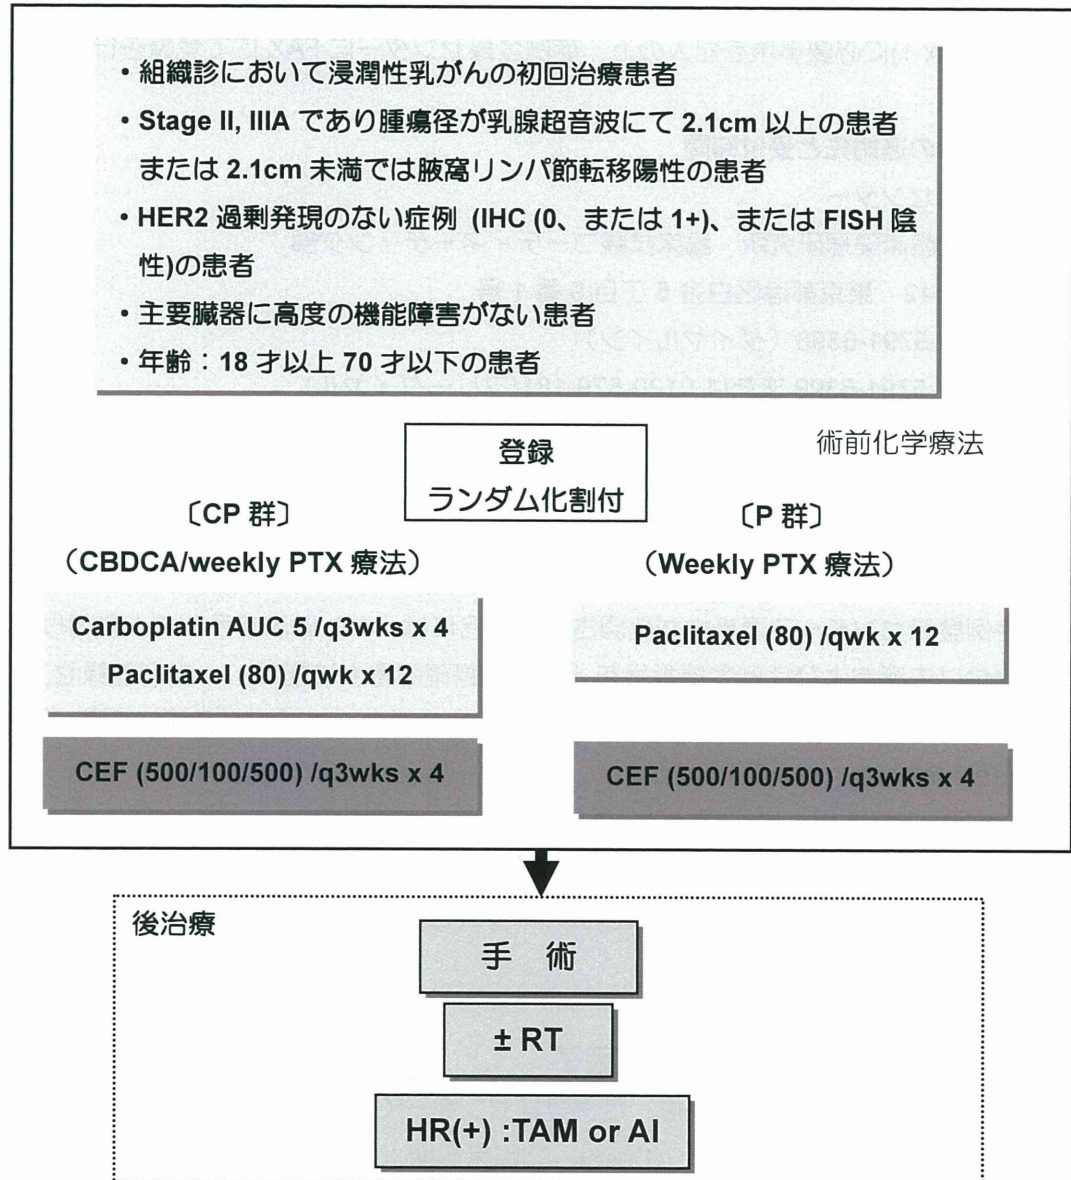 ・組織診において浸潤性乳がんの初回治療患者
・Stage II, IIIA であり腫瘍径が乳腺超音波にて 2.1cm 以上の患者
または 2.1cm 未満では腋窩リンパ節転移陽性の患者
・HER2 過剰発現のない症例 (IHC (0、または 1+)、または FISH 陰
性)の患者
・主要臓器に高度の機能障害がない患者
・年齢：18 才以上 70 才以下の患者
登録
ランダム化割付
術前化学療法
〔CP 群〕
（CBDCA/weekly PTX 療法）
Carboplatin AUC 5 /q3wks x 4
Paclitaxel (80) /qwk x 12
CEF (500/100/500) /q3wks x 4
〔P 群〕
（Weekly PTX 療法）
Paclitaxel (80) /qwk x 12
CEF (500/100/500) /q3wks x 4
後治療
手　術
± RT
HR(+) :TAM or AI